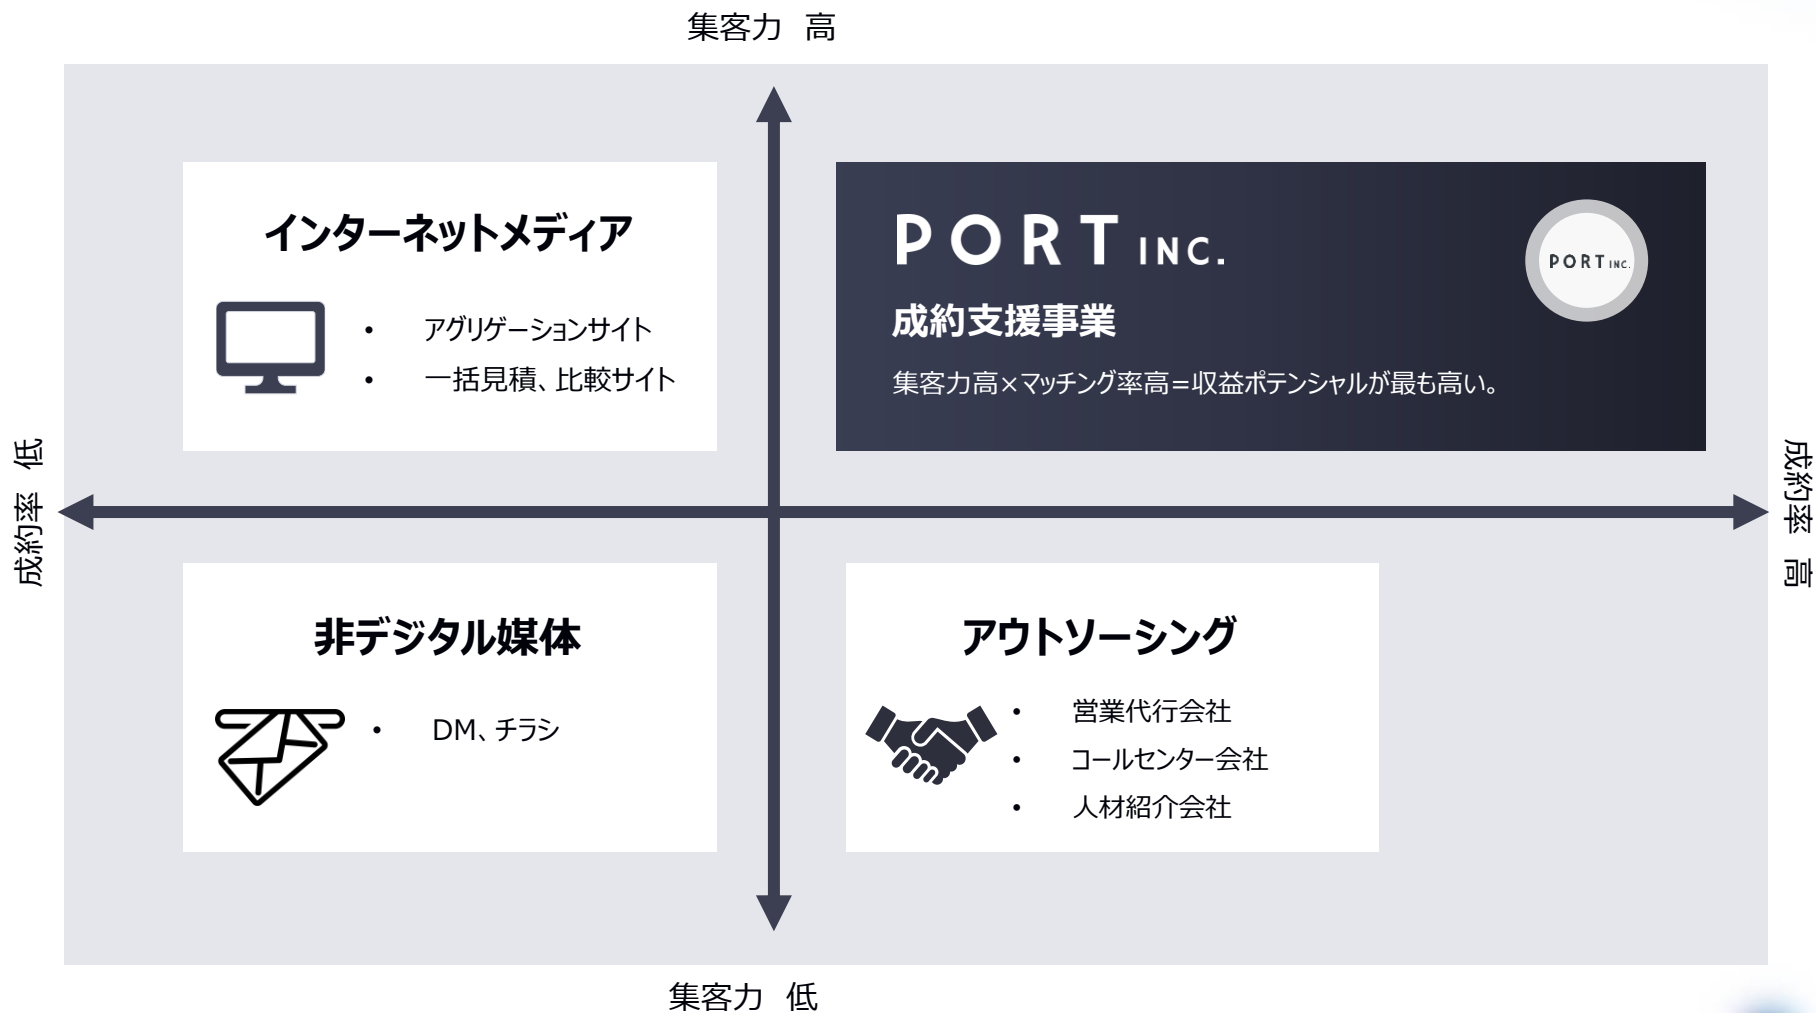 集客力 高
インターネットメディア
• アグリゲーションサイト
• 一括見積、比較サイト
PORT INC.
PORT INC.
成約支援事業
集客力高×マッチング率高=収益ポテンシャルが最も高い。
成約率 低
成約率 高
非デジタル媒体
• DM、チラシ
アウトソーシング
• 営業代行会社
• コールセンター会社
• 人材紹介会社
集客力 低